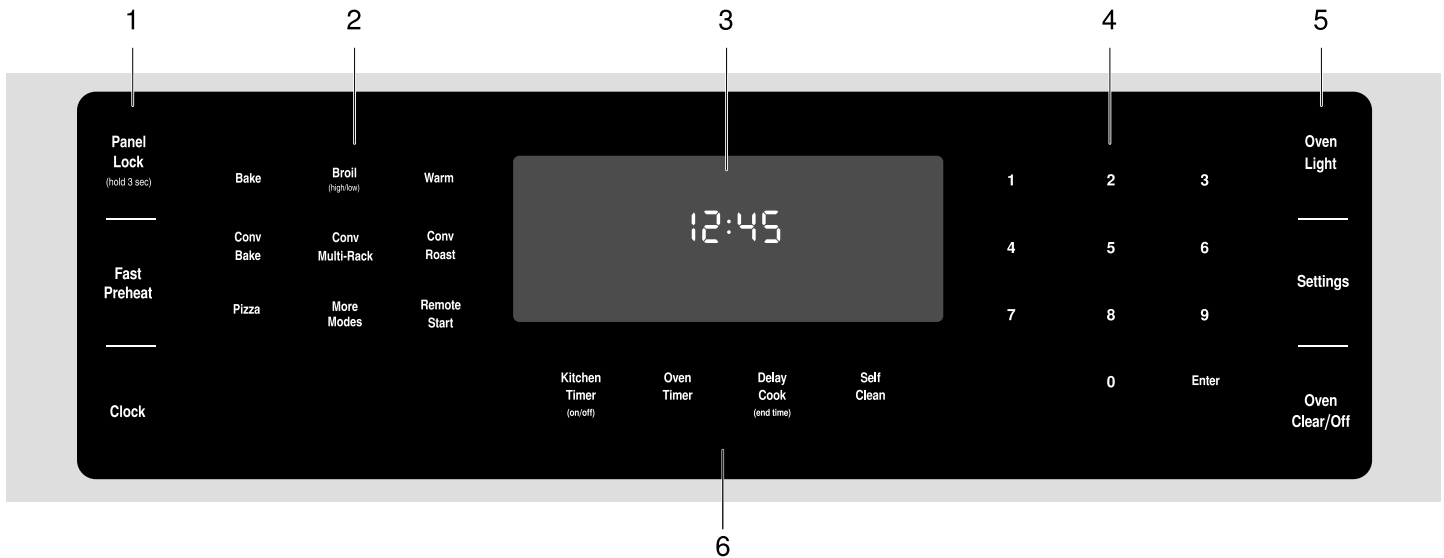 1 2 3 4 5
Panel
Lock
(hold 3 sec)
Fast
Preheat
Clock
Bake
Broil
(high/low)
Warm
Conv
Bake
Conv
Multi-Rack
Conv
Roast
Pizza
More
Modes
Remote
Start
12:45
Kitchen
Timer
(on/off)
Oven
Timer
Delay
Cook
(end time)
Self
Clean
1 2 3
4 5 6
7 8 9
0 Enter
Oven
Light
Settings
Oven
Clear/Off
6